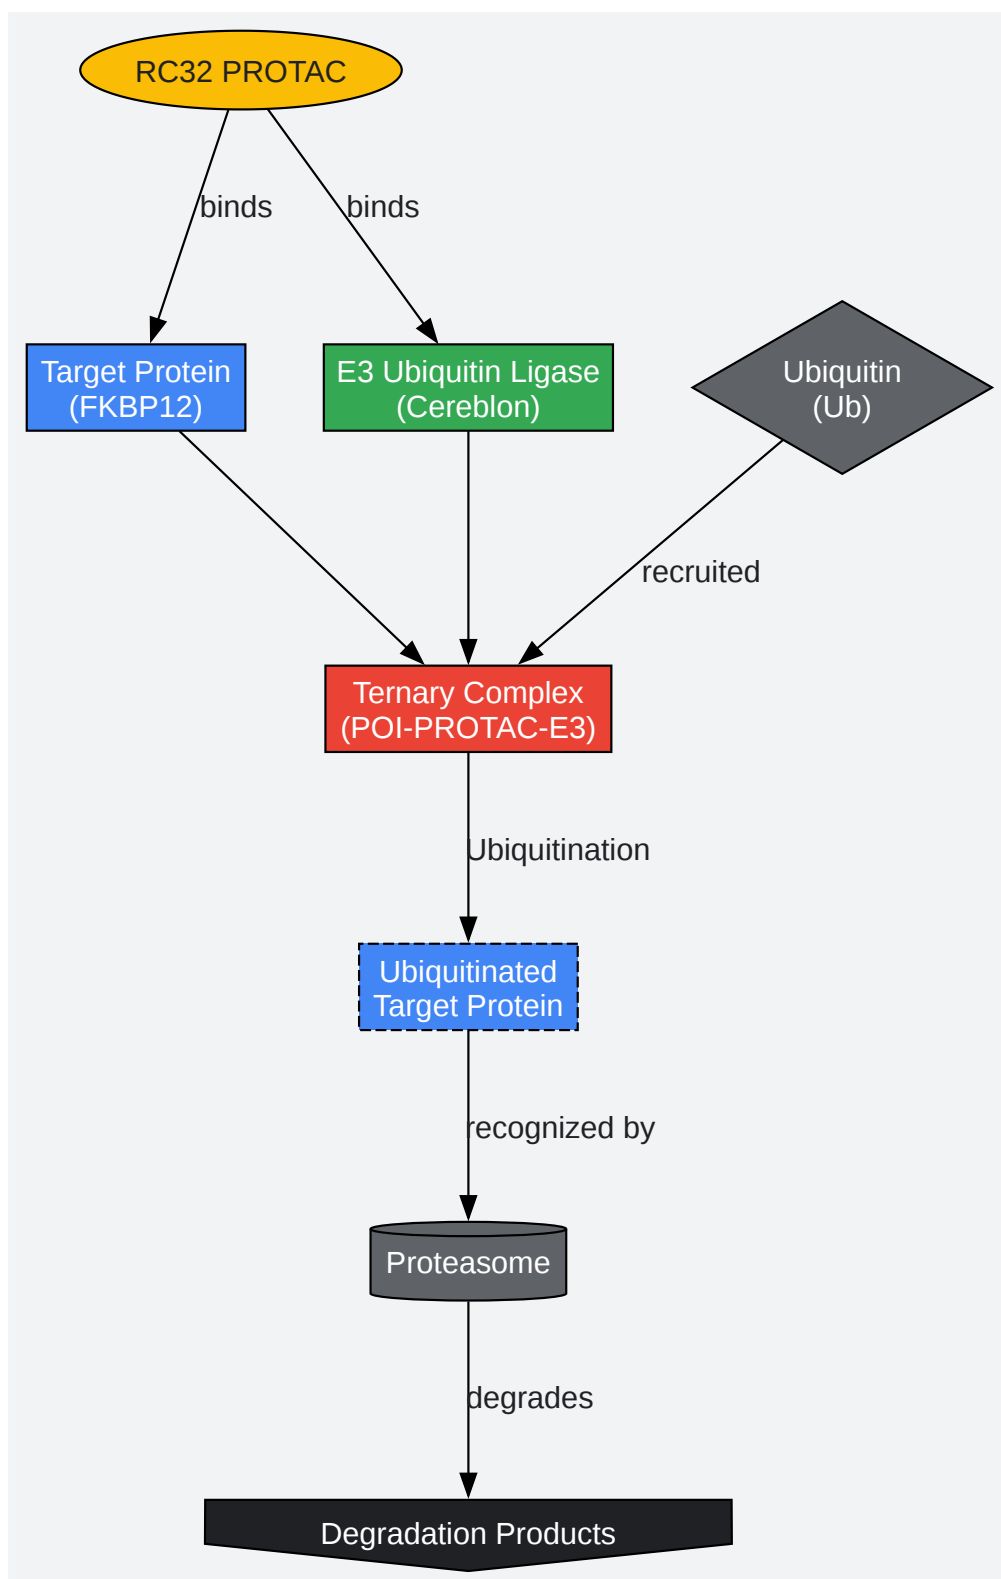 RC32 PROTAC
binds
binds
Target Protein
(FKBP12)
E3 Ubiquitin Ligase
(Cereblon)
Ubiquitin
(Ub)
recruited
Ternary Complex
(POI-PROTAC-E3)
Ubiquitination
Ubiquitinated
Target Protein
recognized by
Proteasome
degrades
Degradation Products